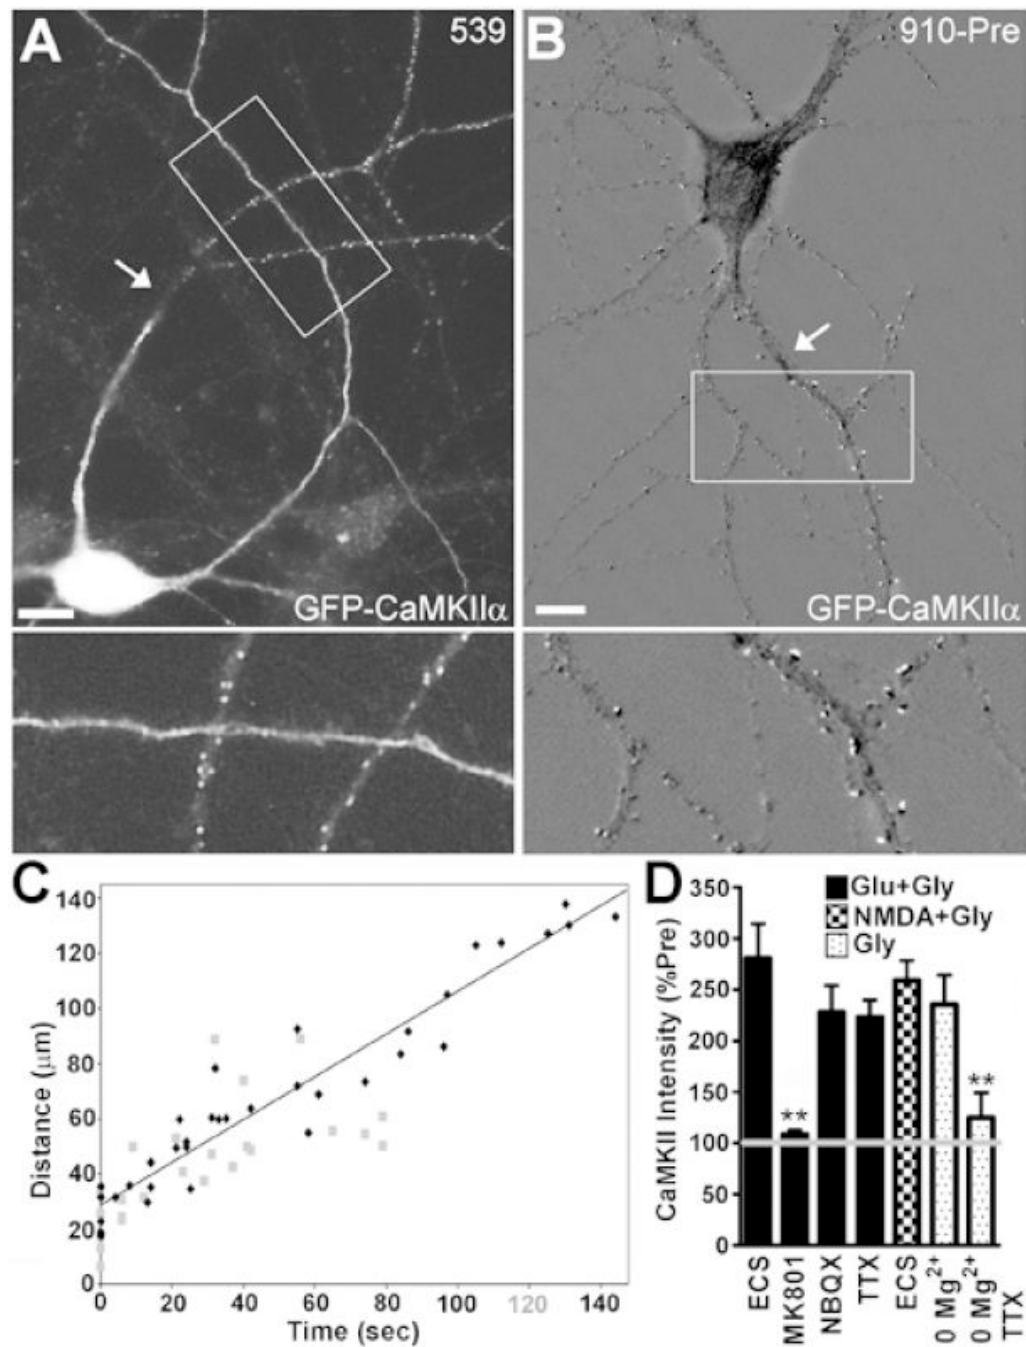 A
539
B
910-Pre
GFP-CaMKIIα
GFP-CaMKIIα
C
Distance (μm)
140
120
100
80
60
40
20
0
0 20 40 60 80 100 120 140
Time (sec)
D
Glu+Gly
NMDA+Gly
Gly
CaMKII Intensity (%Pre)
350
300
250
200
150
100
50
0
**
**
ECS
MK801
NBQX
TTX
ECS
0 Mg²⁺
0 Mg²⁺
TTX